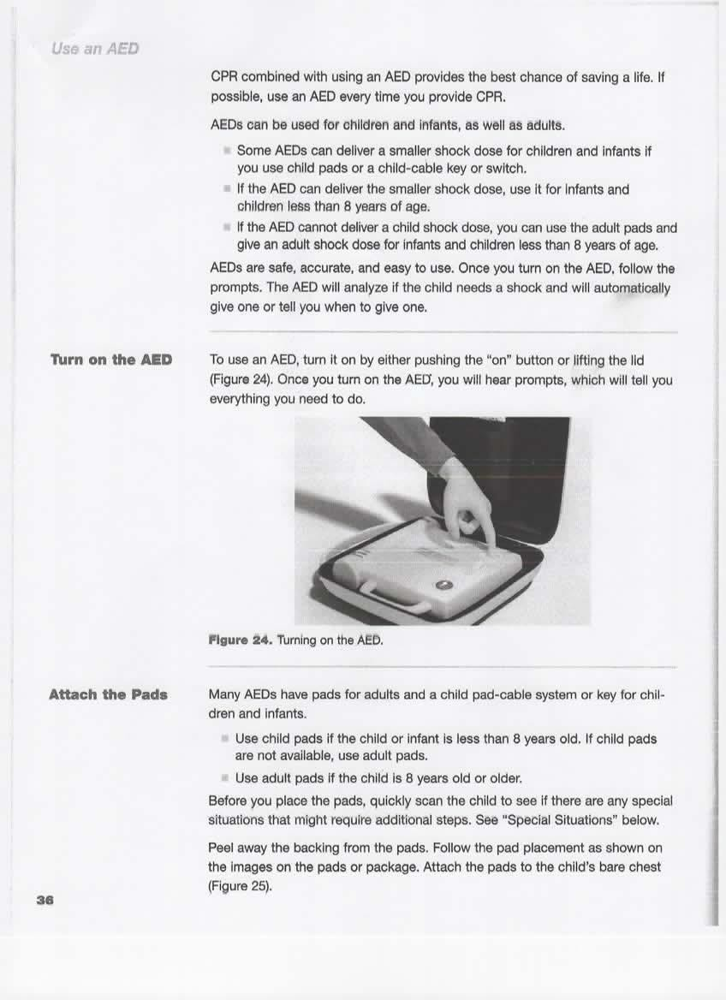 Use an AED
CPR combined with using an AED provides the best chance of saving a life. If
possible, use an AED every time you provide CPR.
AEDs can be used for children and infants, as well as adults.
Some AEDs can deliver a smaller shock dose for children and infants if
you use child pads or a child-cable key or switch.
If the AED can deliver the smaller shock dose, use it for infants and
children less than 8 years of age.
If the AED cannot deliver a child shock dose, you can use the adult pads and
give an adult shock dose for infants and children less than 8 years of age.
AEDs are safe, accurate, and easy to use. Once you turn on the AED, follow the
prompts. The AED will analyze if the child needs a shock and will automatically
give one or tell you when to give one.
Turn on the AED
To use an AED, turn it on by either pushing the “on” button or lifting the lid
(Figure 24). Once you turn on the AED, you will hear prompts, which will tell you
everything you need to do.
Figure 24. Turning on the AED.
Attach the Pads
Many AEDs have pads for adults and a child pad-cable system or key for chil-
dren and infants.
Use child pads if the child or infant is less than 8 years old. If child pads
are not available, use adult pads.
Use adult pads if the child is 8 years old or older.
Before you place the pads, quickly scan the child to see if there are any special
situations that might require additional steps. See “Special Situations” below.
Peel away the backing from the pads. Follow the pad placement as shown on
the images on the pads or package. Attach the pads to the child’s bare chest
(Figure 25).
36